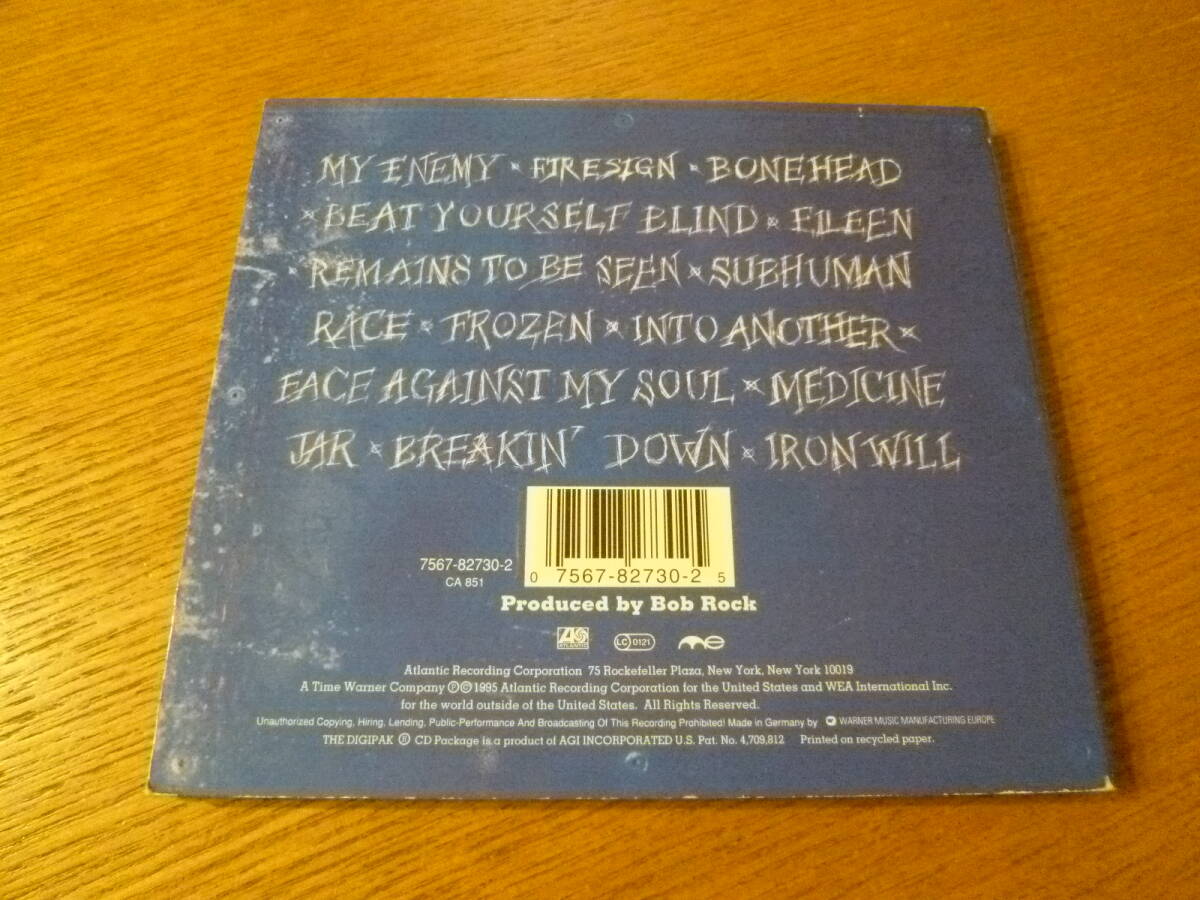 MY ENEMY × FIRESIGN × BONEHEAD
× BEAT YOURSELF BLIND × EILEEN
× REMAINS TO BE SEEN × SUBHUMAN
RACE × FROZEN × INTO ANOTHER ×
FACE AGAINST MY SOUL × MEDICINE
JAR × BREAKIN' DOWN × IRON WILL
7567-82730-2
CA 851
0 7567-82730-2 5
Produced by Bob Rock
ATLANTIC
LC 0121
Atlantic Recording Corporation 75 Rockefeller Plaza, New York, New York 10019
A Time Warner Company ℗©1995 Atlantic Recording Corporation for the United States and WEA International Inc.
for the world outside of the United States. All Rights Reserved.
Unauthorized Copying, Hiring, Lending, Public-Performance And Broadcasting Of This Recording Prohibited! Made in Germany by WARNER MUSIC MANUFACTURING EUROPE
THE DIGIPAK ® CD Package is a product of AGI INCORPORATED U.S. Pat. No. 4,709,812 Printed on recycled paper.